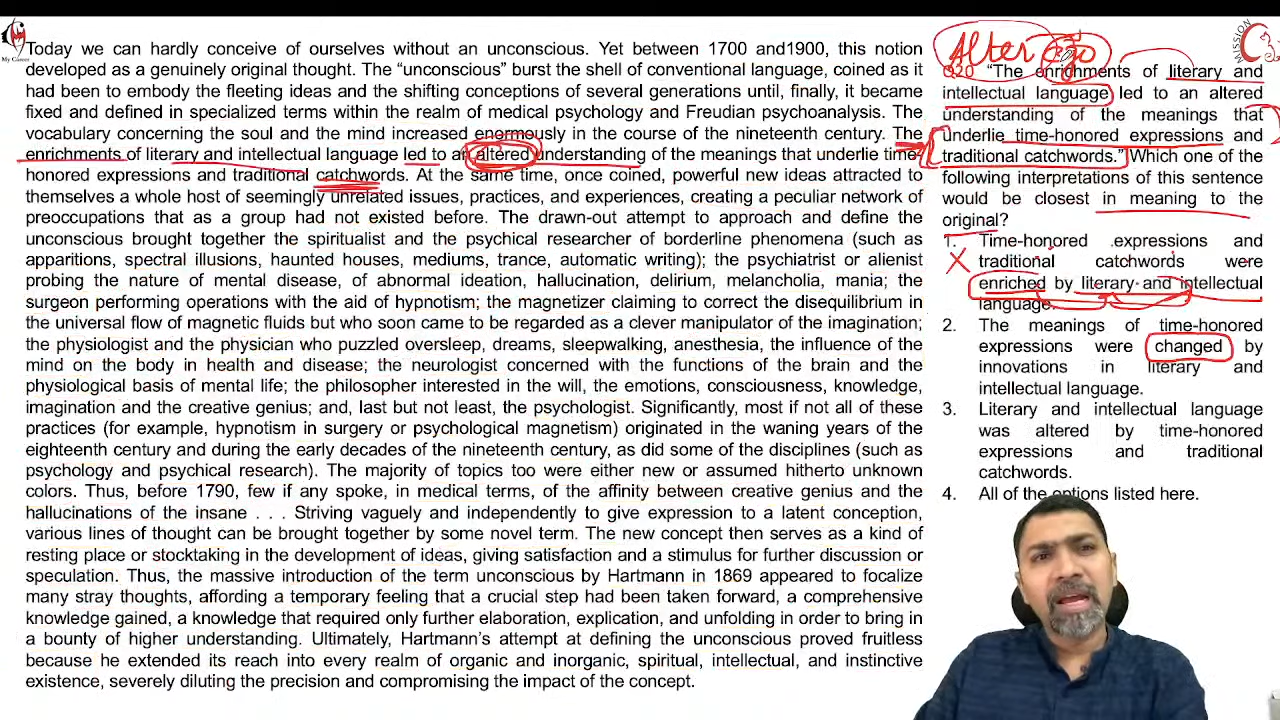 Today we can hardly conceive of ourselves without an unconscious. Yet between 1700 and1900, this notion
developed as a genuinely original thought. The “unconscious” burst the shell of conventional language, coined as it
had been to embody the fleeting ideas and the shifting conceptions of several generations until, finally, it became
fixed and defined in specialized terms within the realm of medical psychology and Freudian psychoanalysis. The
vocabulary concerning the soul and the mind increased enormously in the course of the nineteenth century. The
enrichments of literary and intellectual language led to an altered understanding of the meanings that underlie time-
honored expressions and traditional catchwords. At the same time, once coined, powerful new ideas attracted to
themselves a whole host of seemingly unrelated issues, practices, and experiences, creating a peculiar network of
preoccupations that as a group had not existed before. The drawn-out attempt to approach and define the
unconscious brought together the spiritualist and the psychical researcher of borderline phenomena (such as
apparitions, spectral illusions, haunted houses, mediums, trance, automatic writing); the psychiatrist or alienist
probing the nature of mental disease, of abnormal ideation, hallucination, delirium, melancholia, mania; the
surgeon performing operations with the aid of hypnotism; the magnetizer claiming to correct the disequilibrium in
the universal flow of magnetic fluids but who soon came to be regarded as a clever manipulator of the imagination;
the physiologist and the physician who puzzled oversleep, dreams, sleepwalking, anesthesia, the influence of the
mind on the body in health and disease; the neurologist concerned with the functions of the brain and the
physiological basis of mental life; the philosopher interested in the will, the emotions, consciousness, knowledge,
imagination and the creative genius; and, last but not least, the psychologist. Significantly, most if not all of these
practices (for example, hypnotism in surgery or psychological magnetism) originated in the waning years of the
eighteenth century and during the early decades of the nineteenth century, as did some of the disciplines (such as
psychology and psychical research). The majority of topics too were either new or assumed hitherto unknown
colors. Thus, before 1790, few if any spoke, in medical terms, of the affinity between creative genius and the
hallucinations of the insane . . . Striving vaguely and independently to give expression to a latent conception,
various lines of thought can be brought together by some novel term. The new concept then serves as a kind of
resting place or stocktaking in the development of ideas, giving satisfaction and a stimulus for further discussion or
speculation. Thus, the massive introduction of the term unconscious by Hartmann in 1869 appeared to focalize
many stray thoughts, affording a temporary feeling that a crucial step had been taken forward, a comprehensive
knowledge gained, a knowledge that required only further elaboration, explication, and unfolding in order to bring in
a bounty of higher understanding. Ultimately, Hartmann’s attempt at defining the unconscious proved fruitless
because he extended its reach into every realm of organic and inorganic, spiritual, intellectual, and instinctive
existence, severely diluting the precision and compromising the impact of the concept.
My Career
Alter ego
MISSION
Q20 “The enrichments of literary and
intellectual language led to an altered
understanding of the meanings that
underlie time-honored expressions and
traditional catchwords.” Which one of the
following interpretations of this sentence
would be closest in meaning to the
original?
1. Time-honored expressions and
traditional catchwords were
enriched by literary and intellectual
language.
2. The meanings of time-honored
expressions were changed by
innovations in literary and
intellectual language.
3. Literary and intellectual language
was altered by time-honored
expressions and traditional
catchwords.
4. All of the options listed here.